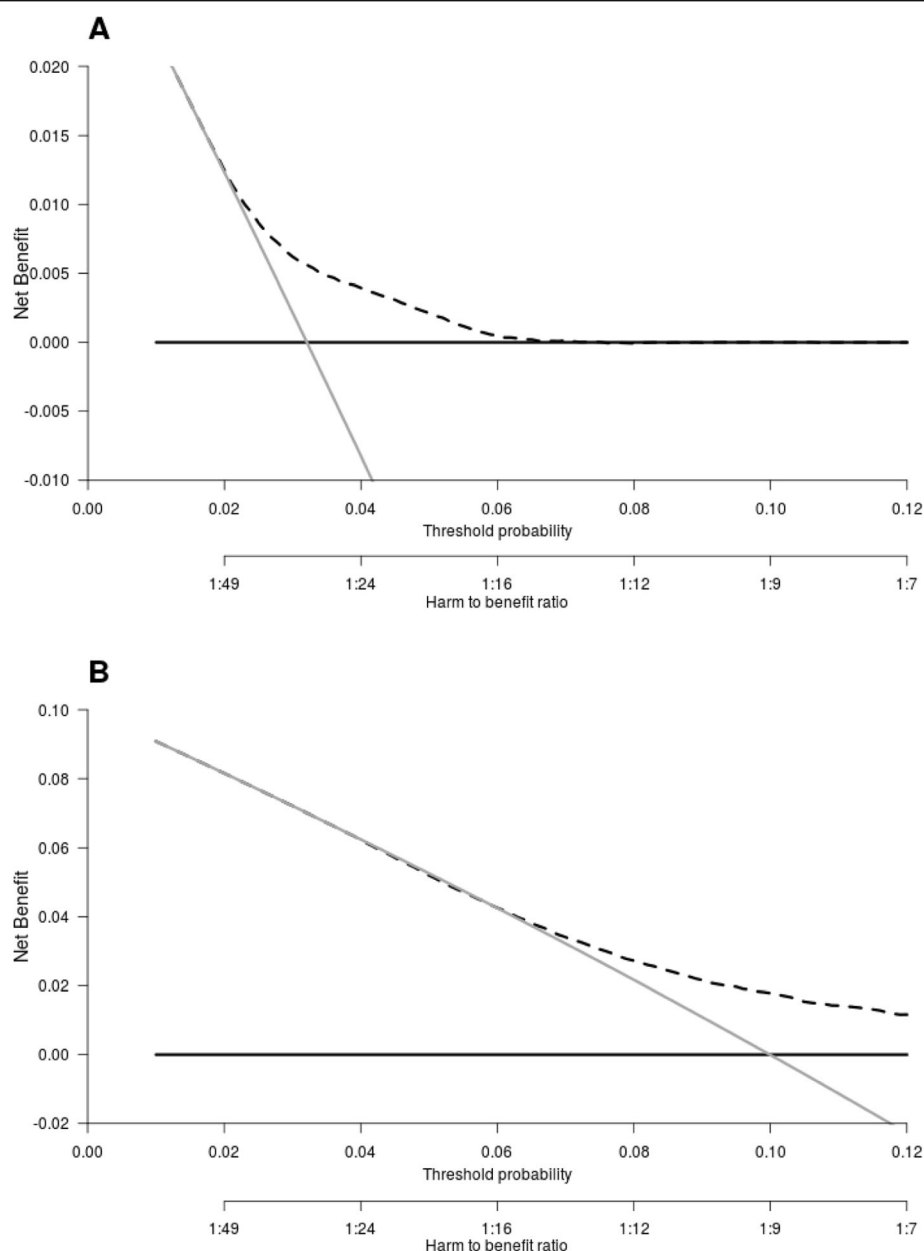 A
0.020
0.015
0.010
0.005
0.000
-0.005
-0.010
Net Benefit
0.00 0.02 0.04 0.06 0.08 0.10 0.12
Threshold probability
1:49 1:24 1:16 1:12 1:9 1:7
Harm to benefit ratio
B
0.10
0.08
0.06
0.04
0.02
0.00
-0.02
Net Benefit
0.00 0.02 0.04 0.06 0.08 0.10 0.12
Threshold probability
1:49 1:24 1:16 1:12 1:9 1:7
Harm to benefit ratio